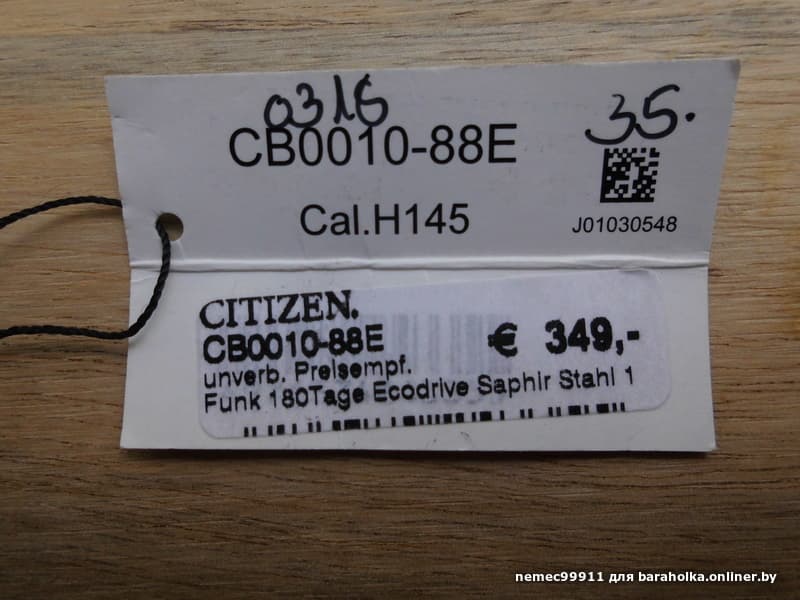 0316
35.
CB0010-88E
Cal.H145
J01030548
CITIZEN.
CB0010-88E
€ 349,-
unverb. Preisempf.
Funk 180Tage Ecodrive Saphir Stahl 1
nemec99911 для baraholka.onliner.by